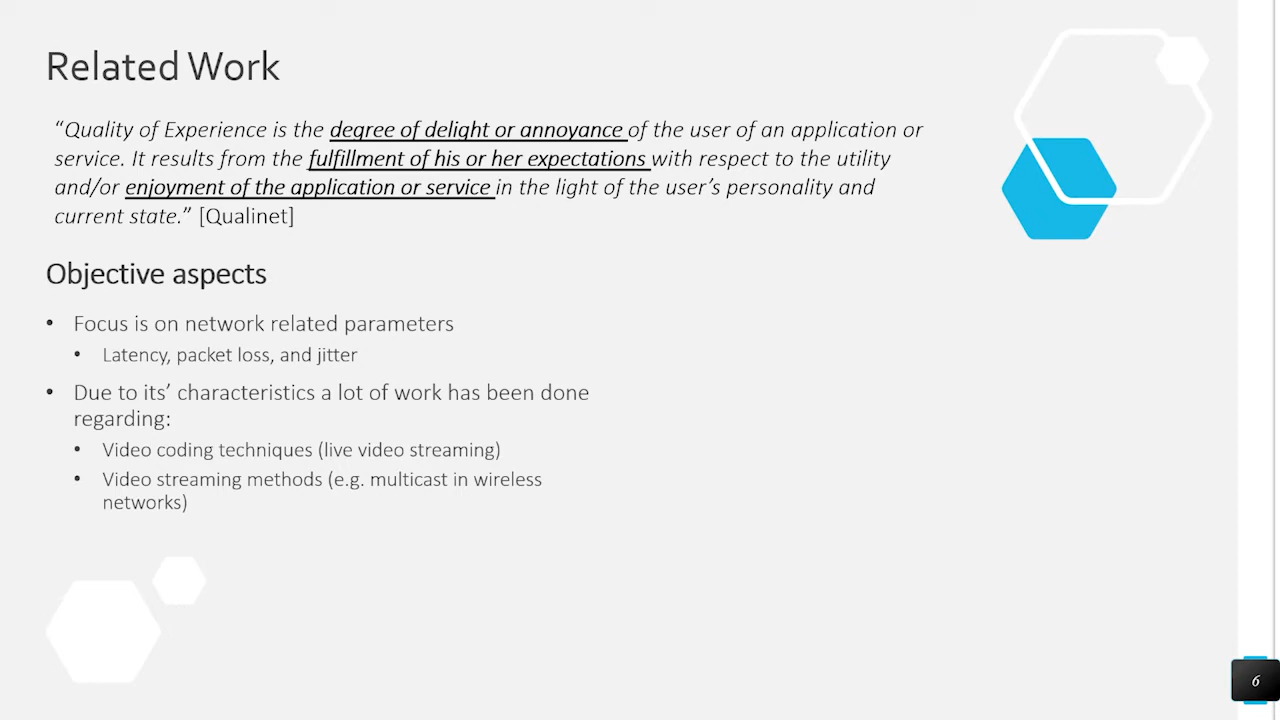 Related Work
“Quality of Experience is the degree of delight or annoyance of the user of an application or
service. It results from the fulfillment of his or her expectations with respect to the utility
and/or enjoyment of the application or service in the light of the user’s personality and
current state.” [Qualinet]
Objective aspects
• Focus is on network related parameters
• Latency, packet loss, and jitter
• Due to its’ characteristics a lot of work has been done
regarding:
• Video coding techniques (live video streaming)
• Video streaming methods (e.g. multicast in wireless
networks)
6